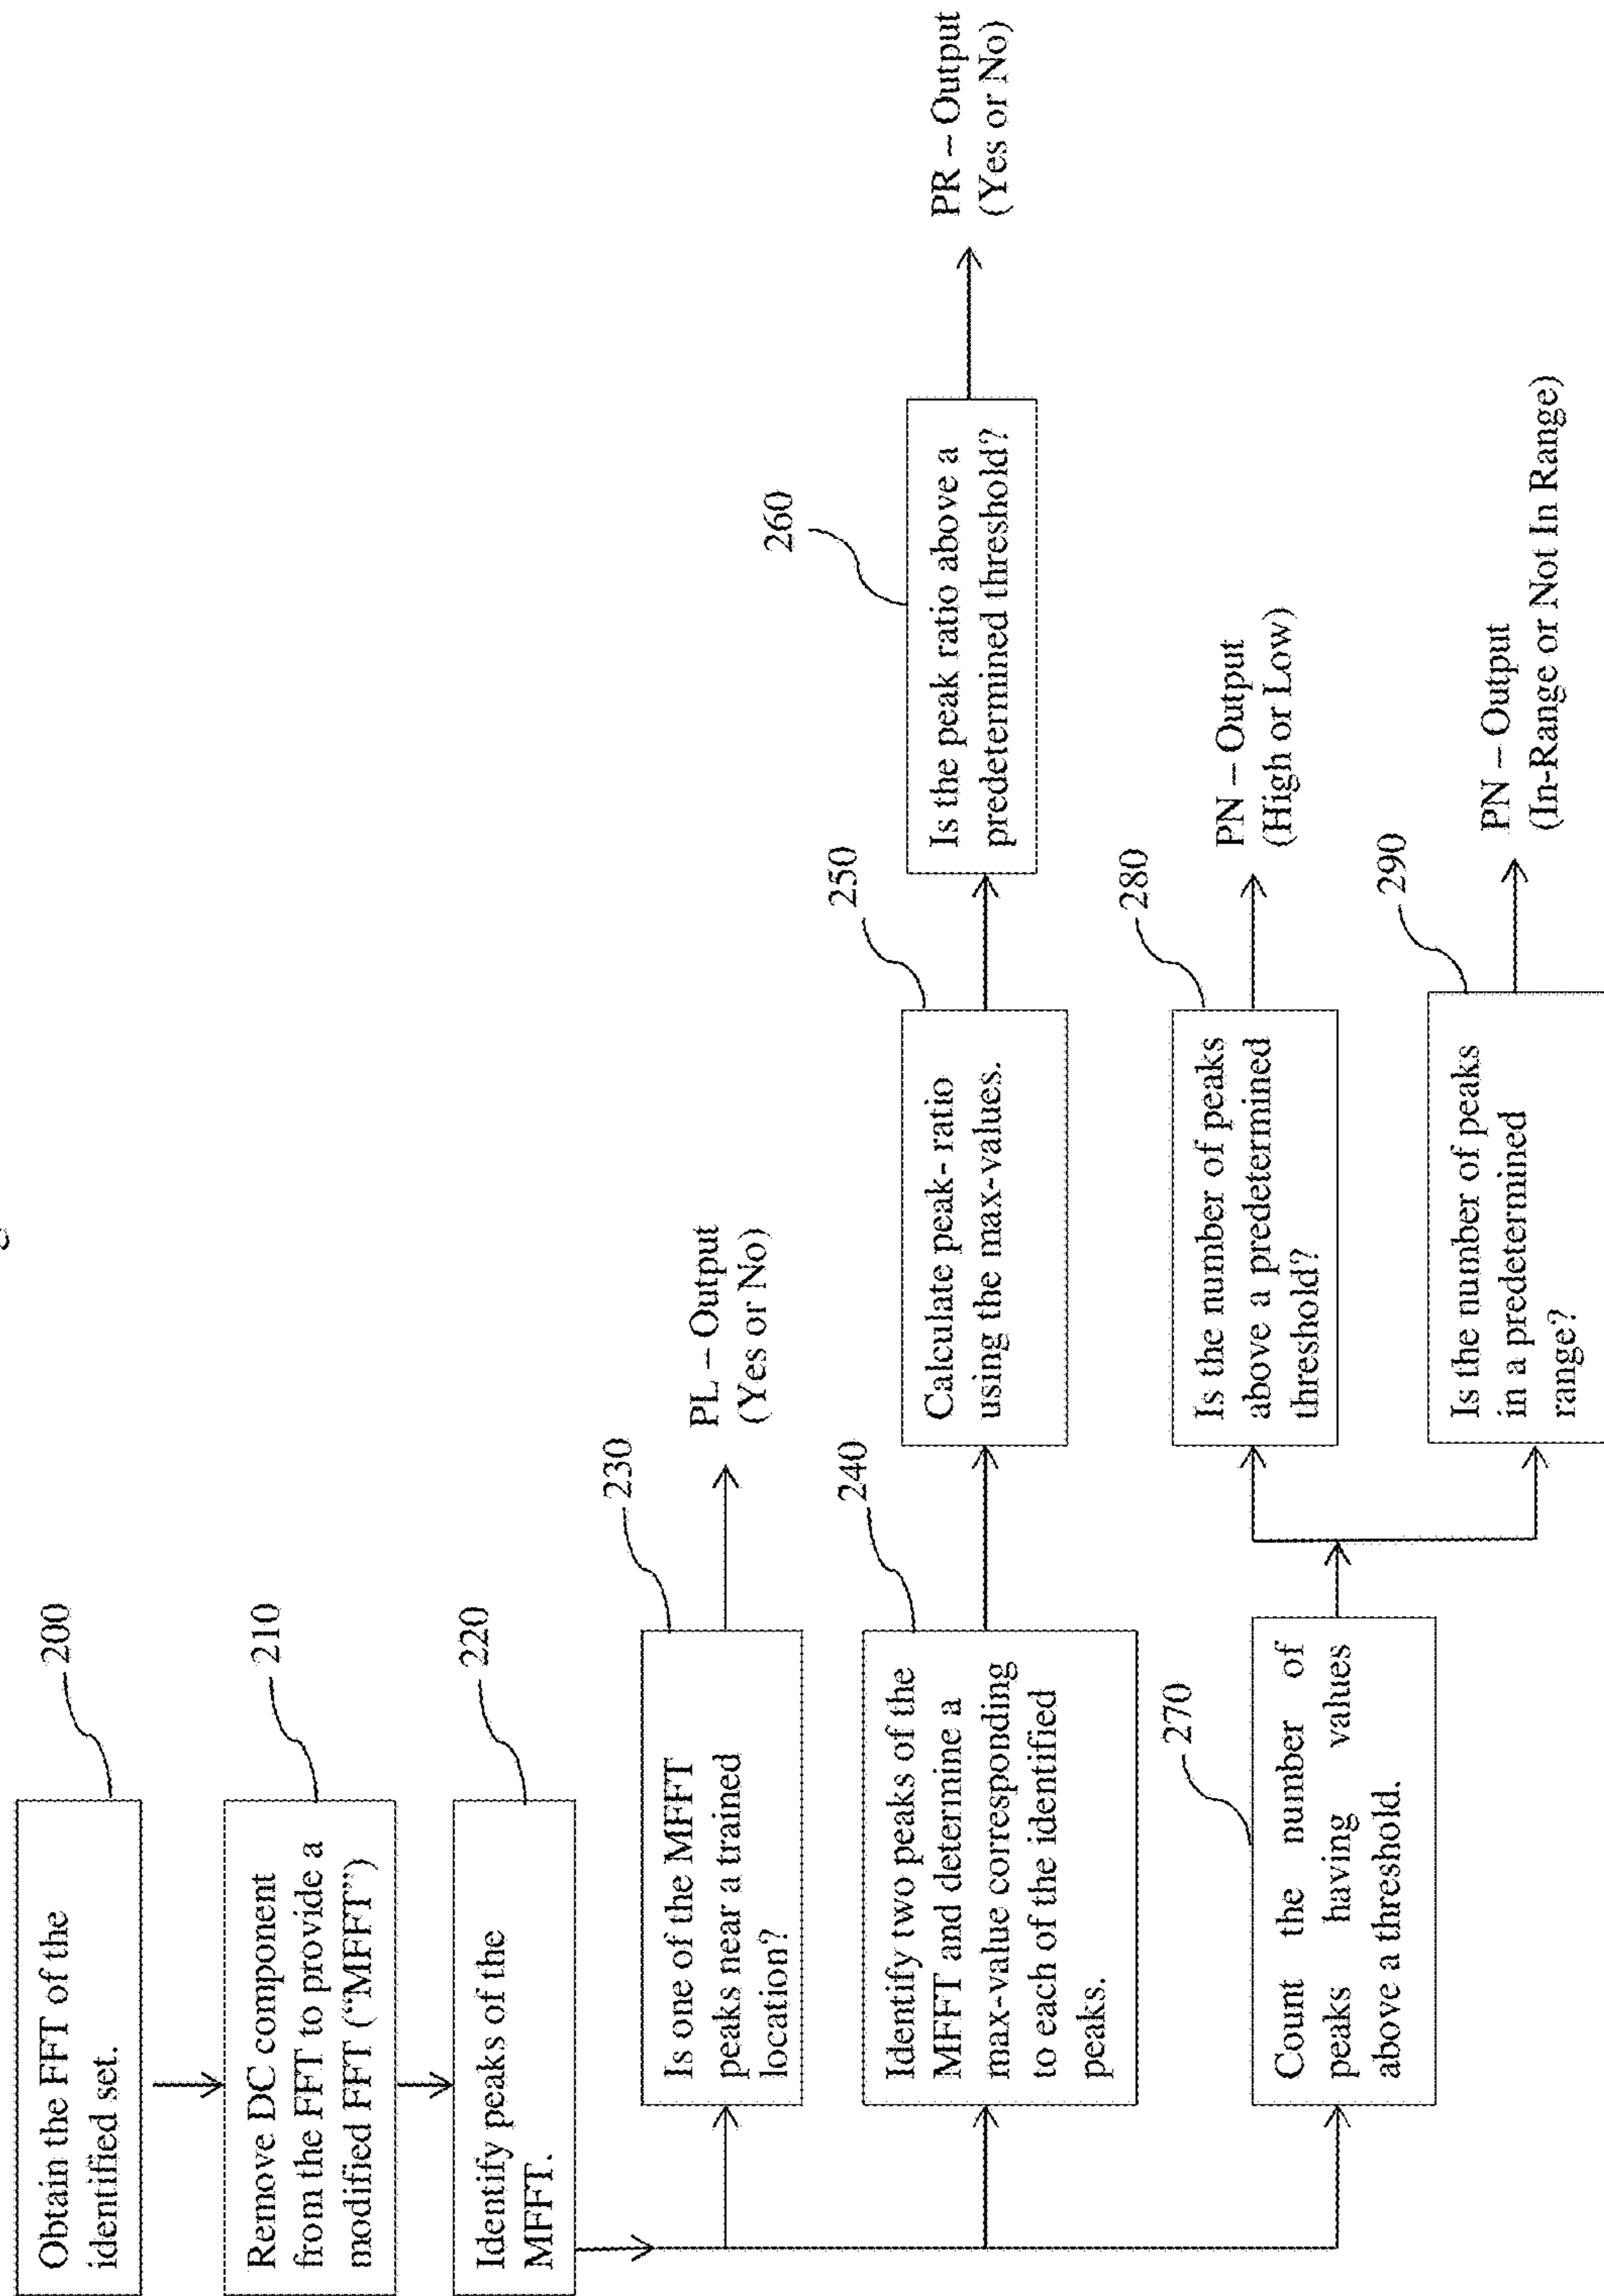 Obtain the FFT of the
identified set.
200
Remove DC component
from the FFT to provide a
modified FFT (“MFFT”)
210
Identify peaks of the
MFFT.
220
Is one of the MFFT
peaks near a trained
location?
230
PL – Output
(Yes or No)
Identify two peaks of the
MFFT and determine a
max-value corresponding
to each of the identified
peaks.
240
Calculate peak- ratio
using the max-values.
250
Is the peak ratio above a
predetermined threshold?
260
PR – Output
(Yes or No)
Count the number of
peaks having values
above a threshold.
270
Is the number of peaks
above a predetermined
threshold?
280
PN – Output
(High or Low)
Is the number of peaks
in a predetermined
range?
290
PN – Output
(In-Range or Not In Range)